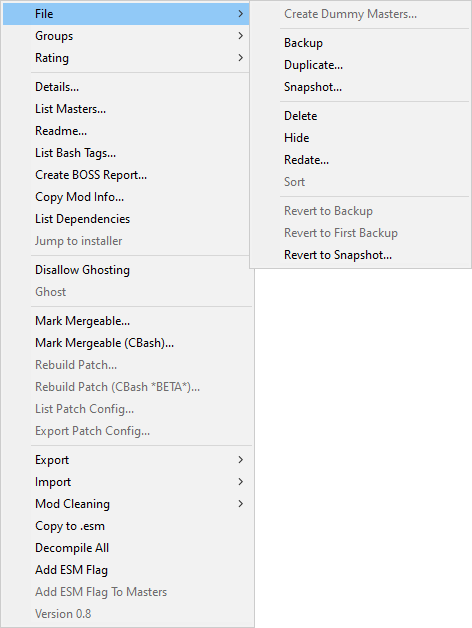 File
Groups
Rating
Details...
List Masters...
Readme...
List Bash Tags...
Create BOSS Report...
Copy Mod Info...
List Dependencies
Jump to installer
Disallow Ghosting
Ghost
Mark Mergeable...
Mark Mergeable (CBash)...
Rebuild Patch...
Rebuild Patch (CBash *BETA*)...
List Patch Config...
Export Patch Config...
Export
Import
Mod Cleaning
Copy to .esm
Decompile All
Add ESM Flag
Add ESM Flag To Masters
Version 0.8
Create Dummy Masters...
Backup
Duplicate...
Snapshot...
Delete
Hide
Redate...
Sort
Revert to Backup
Revert to First Backup
Revert to Snapshot...